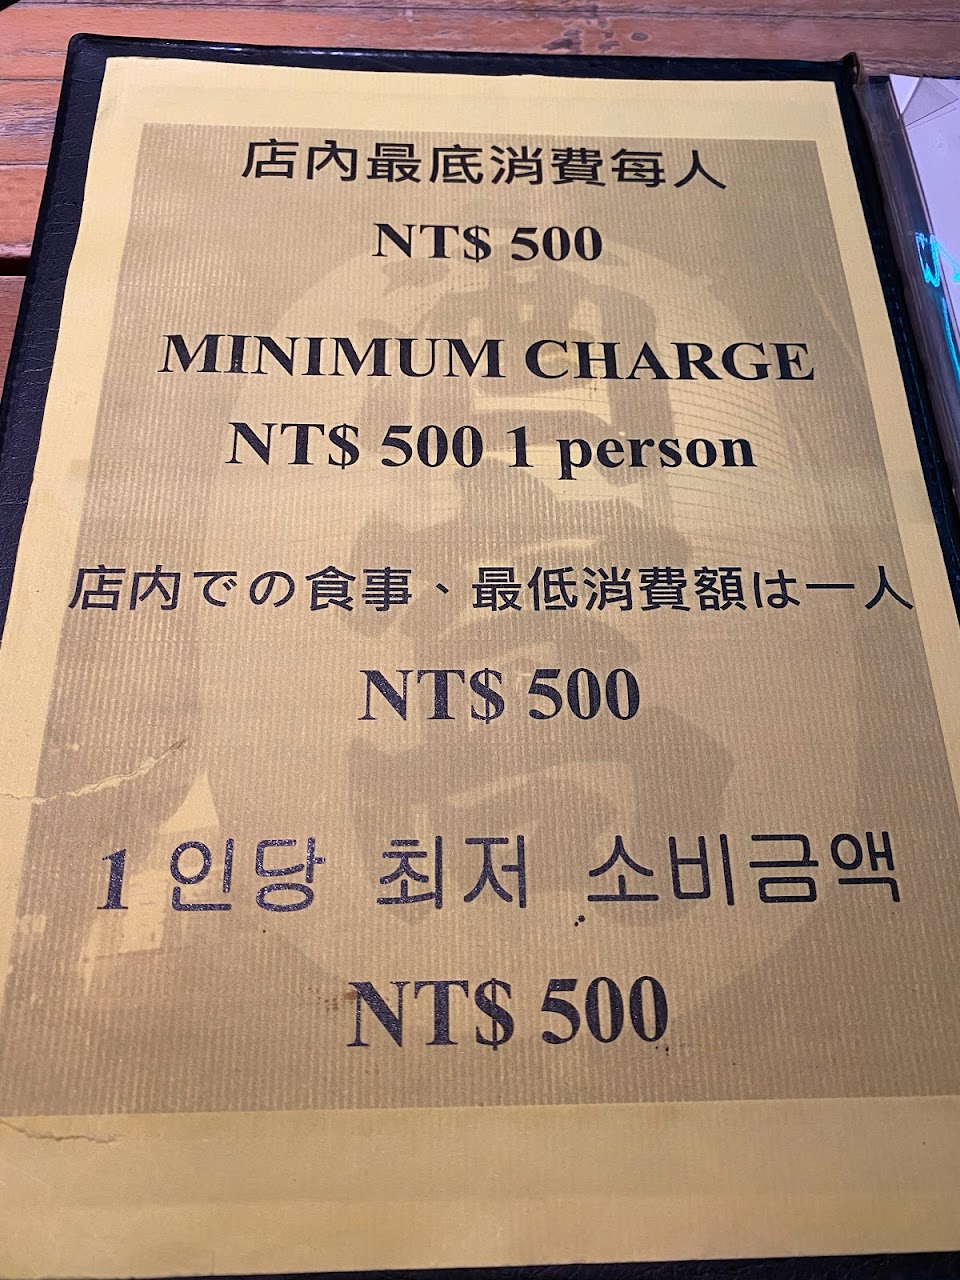 店內最底消費每人
NT$ 500
MINIMUM CHARGE
NT$ 500 1 person
店内での食事、最低消費額は一人
NT$ 500
1 인당 최저 소비금액
NT$ 500